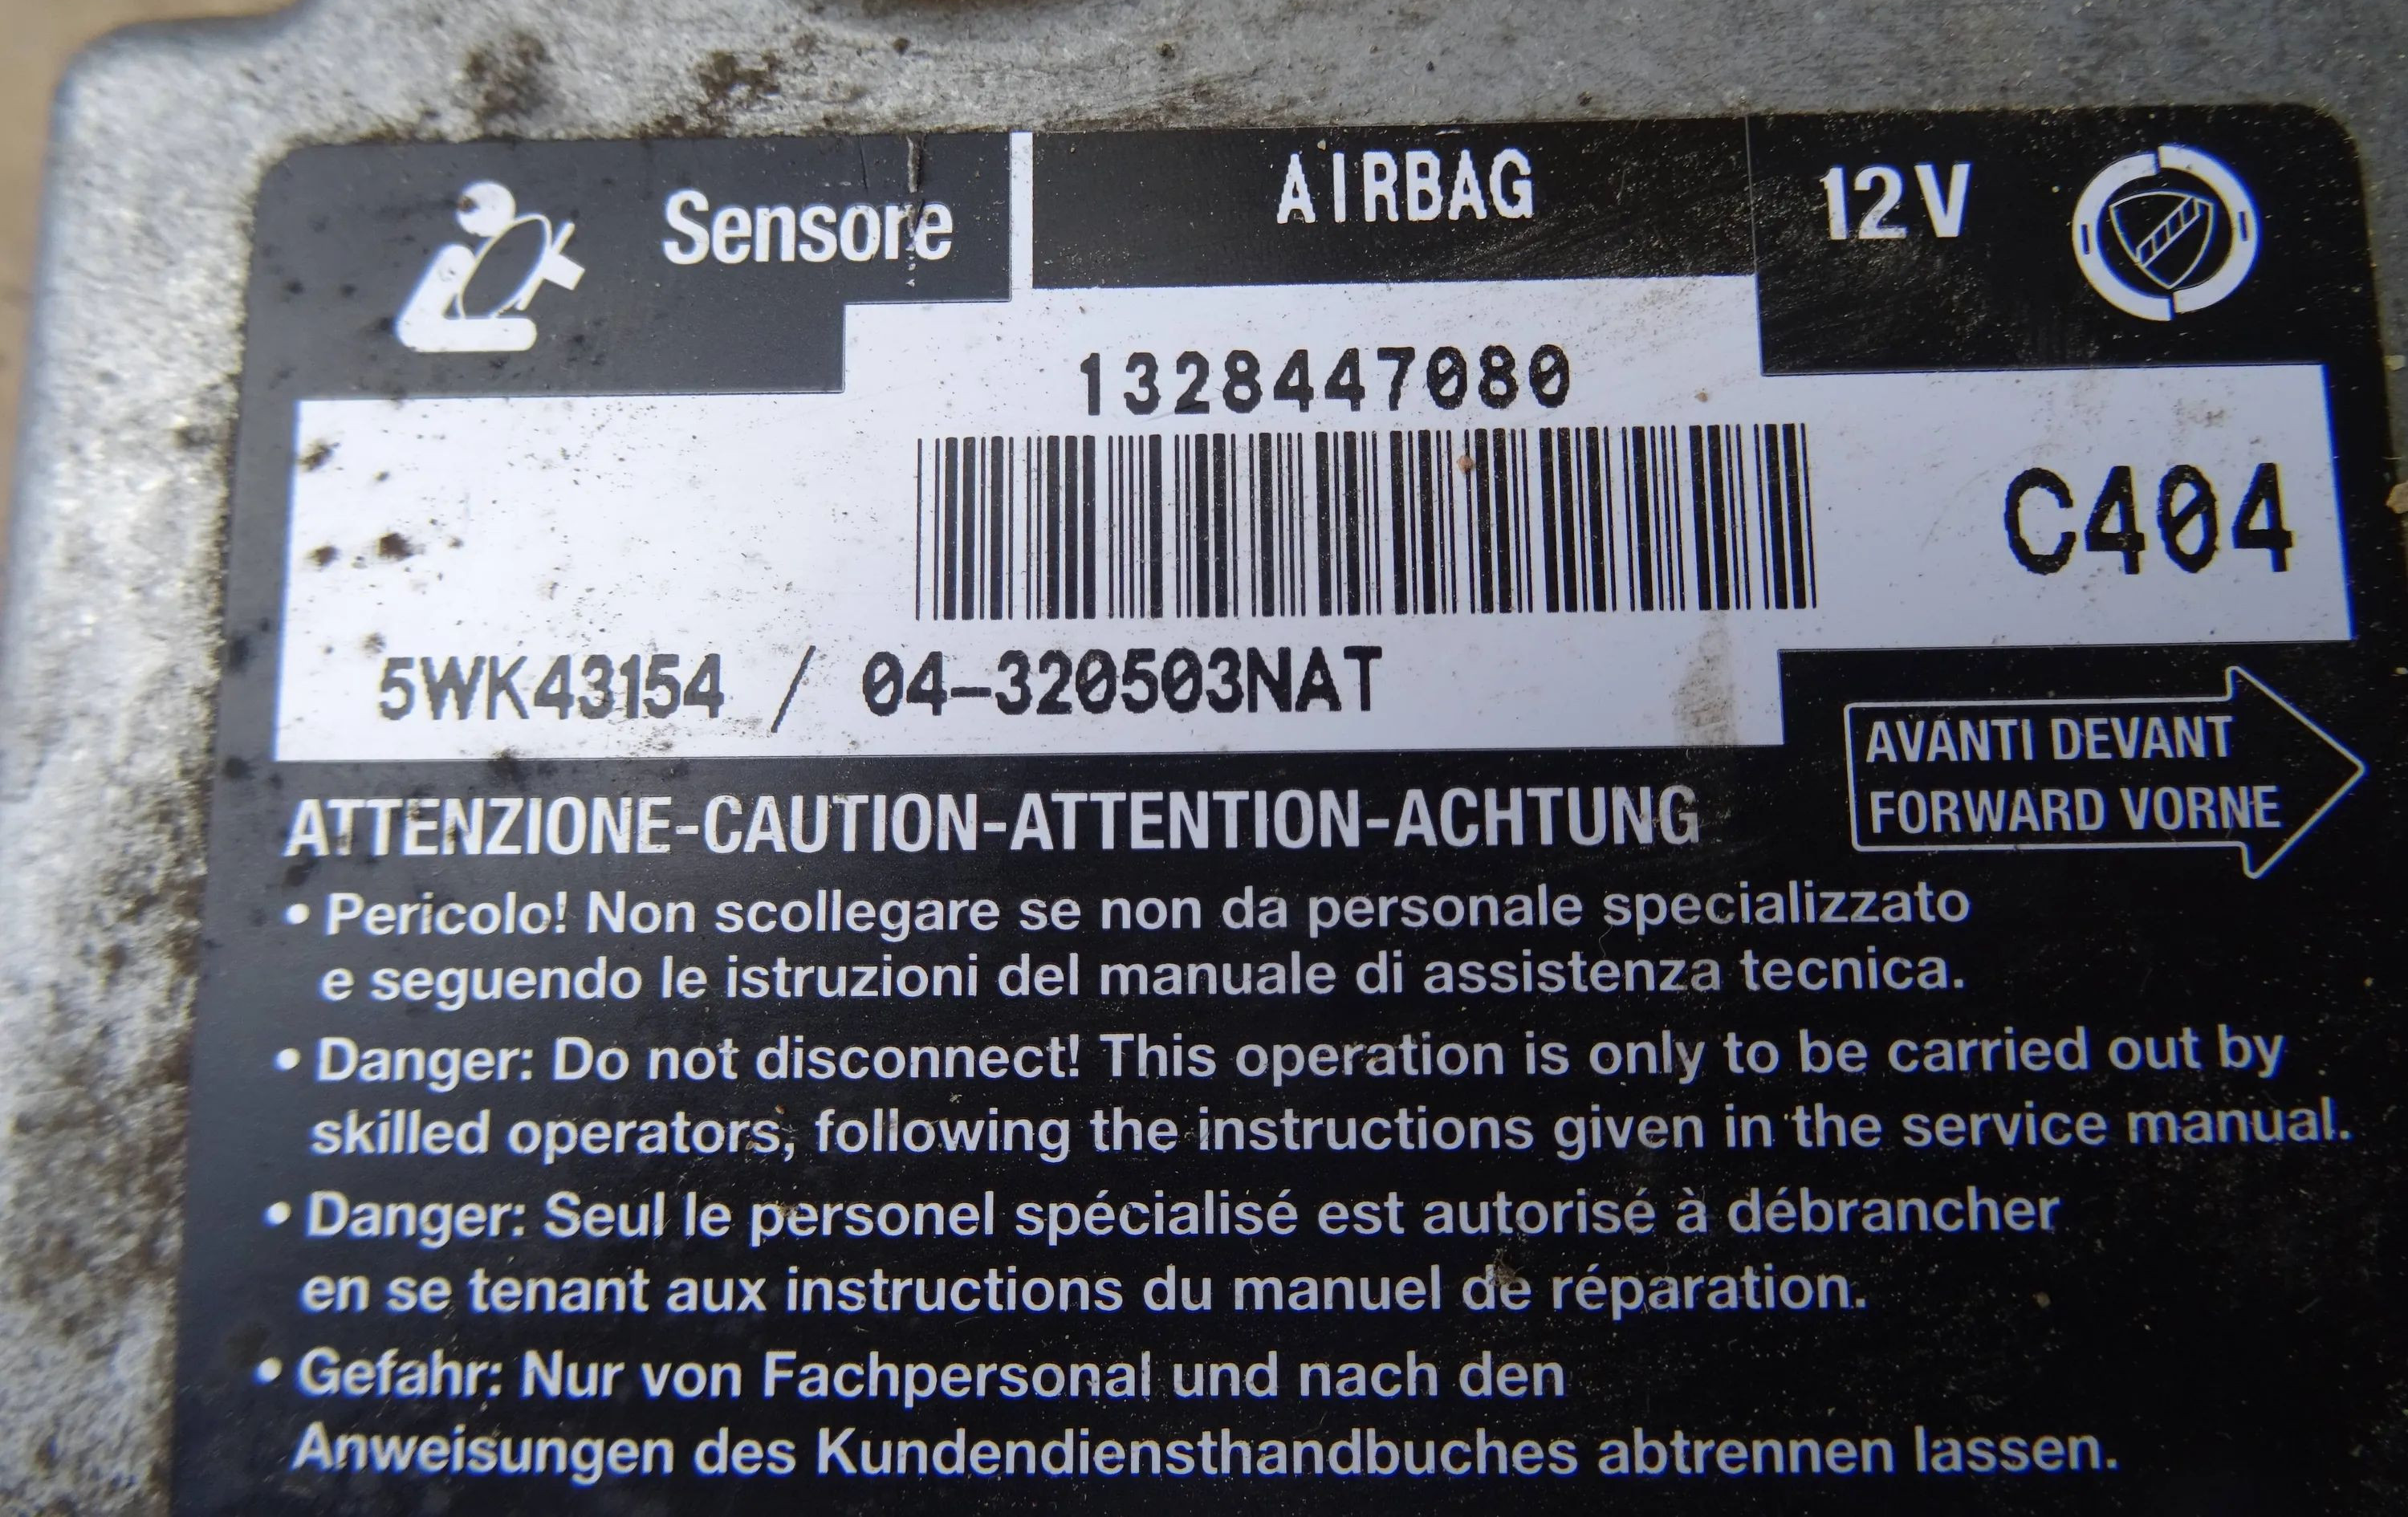 Sensore
AIRBAG
12V
1328447080
C404
5WK43154 / 04-320503NAT
AVANTI DEVANT
FORWARD VORNE
ATTENZIONE-CAUTION-ATTENTION-ACHTUNG
• Pericolo! Non scollegare se non da personale specializzato
e seguendo le istruzioni del manuale di assistenza tecnica.
• Danger: Do not disconnect! This operation is only to be carried out by
skilled operators, following the instructions given in the service manual.
• Danger: Seul le personel spécialisé est autorisé à débrancher
en se tenant aux instructions du manuel de réparation.
• Gefahr: Nur von Fachpersonal und nach den
Anweisungen des Kundendiensthandbuches abtrennen lassen.